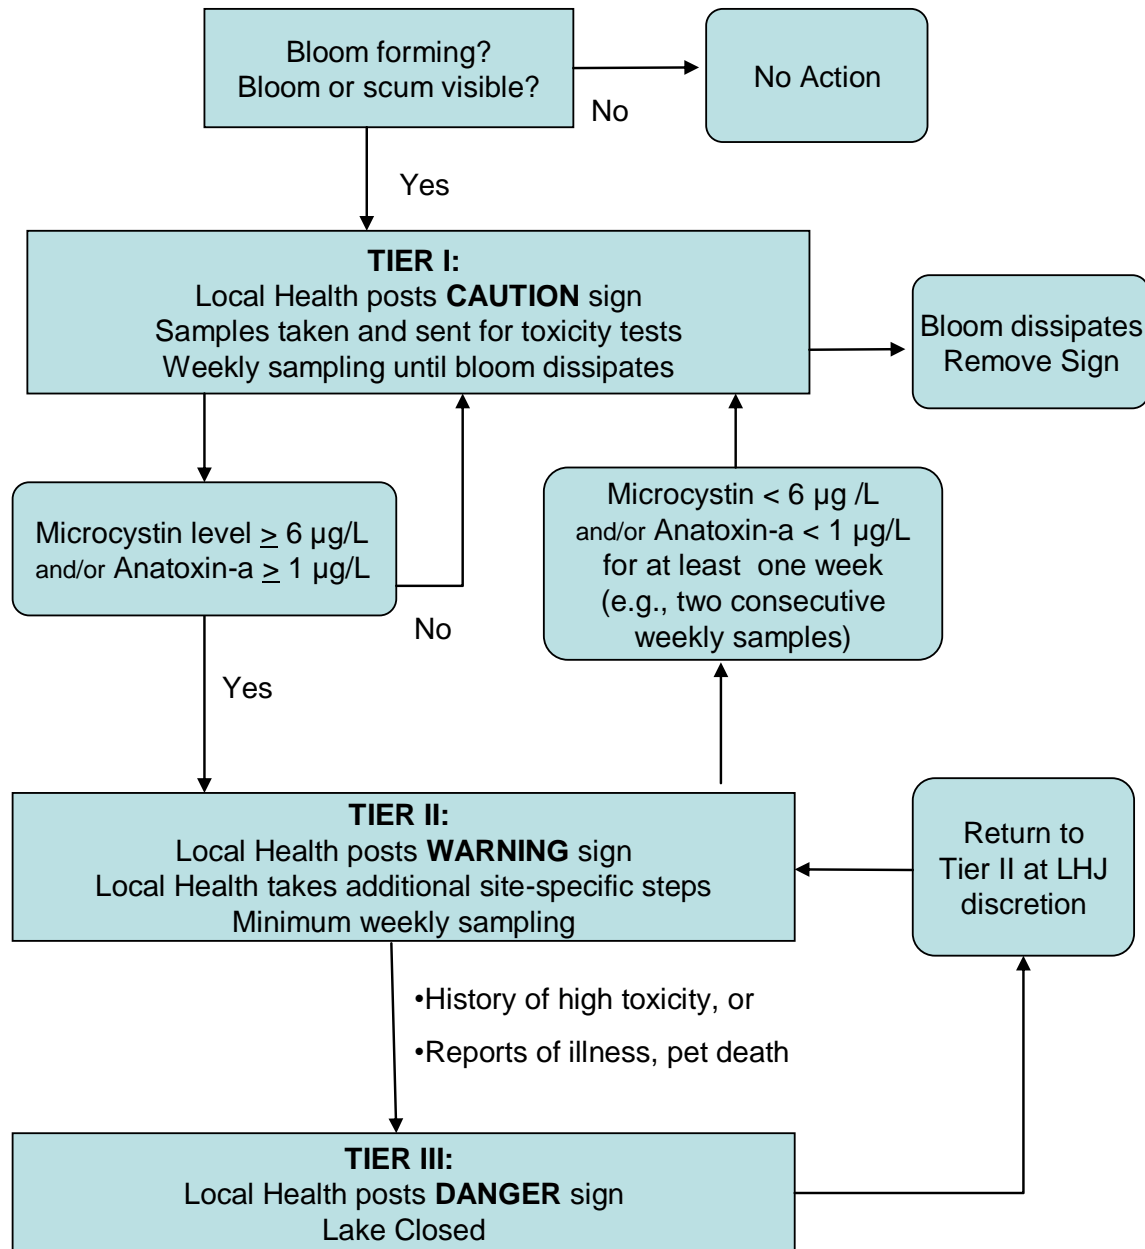 Bloom forming?
Bloom or scum visible?
No Action
No
Yes
TIER I:
Local Health posts CAUTION sign
Samples taken and sent for toxicity tests
Weekly sampling until bloom dissipates
Bloom dissipates
Remove Sign
Microcystin level ≥ 6 µg/L
and/or Anatoxin-a ≥ 1 µg/L
No
Microcystin < 6 µg /L
and/or Anatoxin-a < 1 µg/L
for at least one week
(e.g., two consecutive
weekly samples)
Yes
TIER II:
Local Health posts WARNING sign
Local Health takes additional site-specific steps
Minimum weekly sampling
Return to
Tier II at LHJ
discretion
•History of high toxicity, or
•Reports of illness, pet death
TIER III:
Local Health posts DANGER sign
Lake Closed